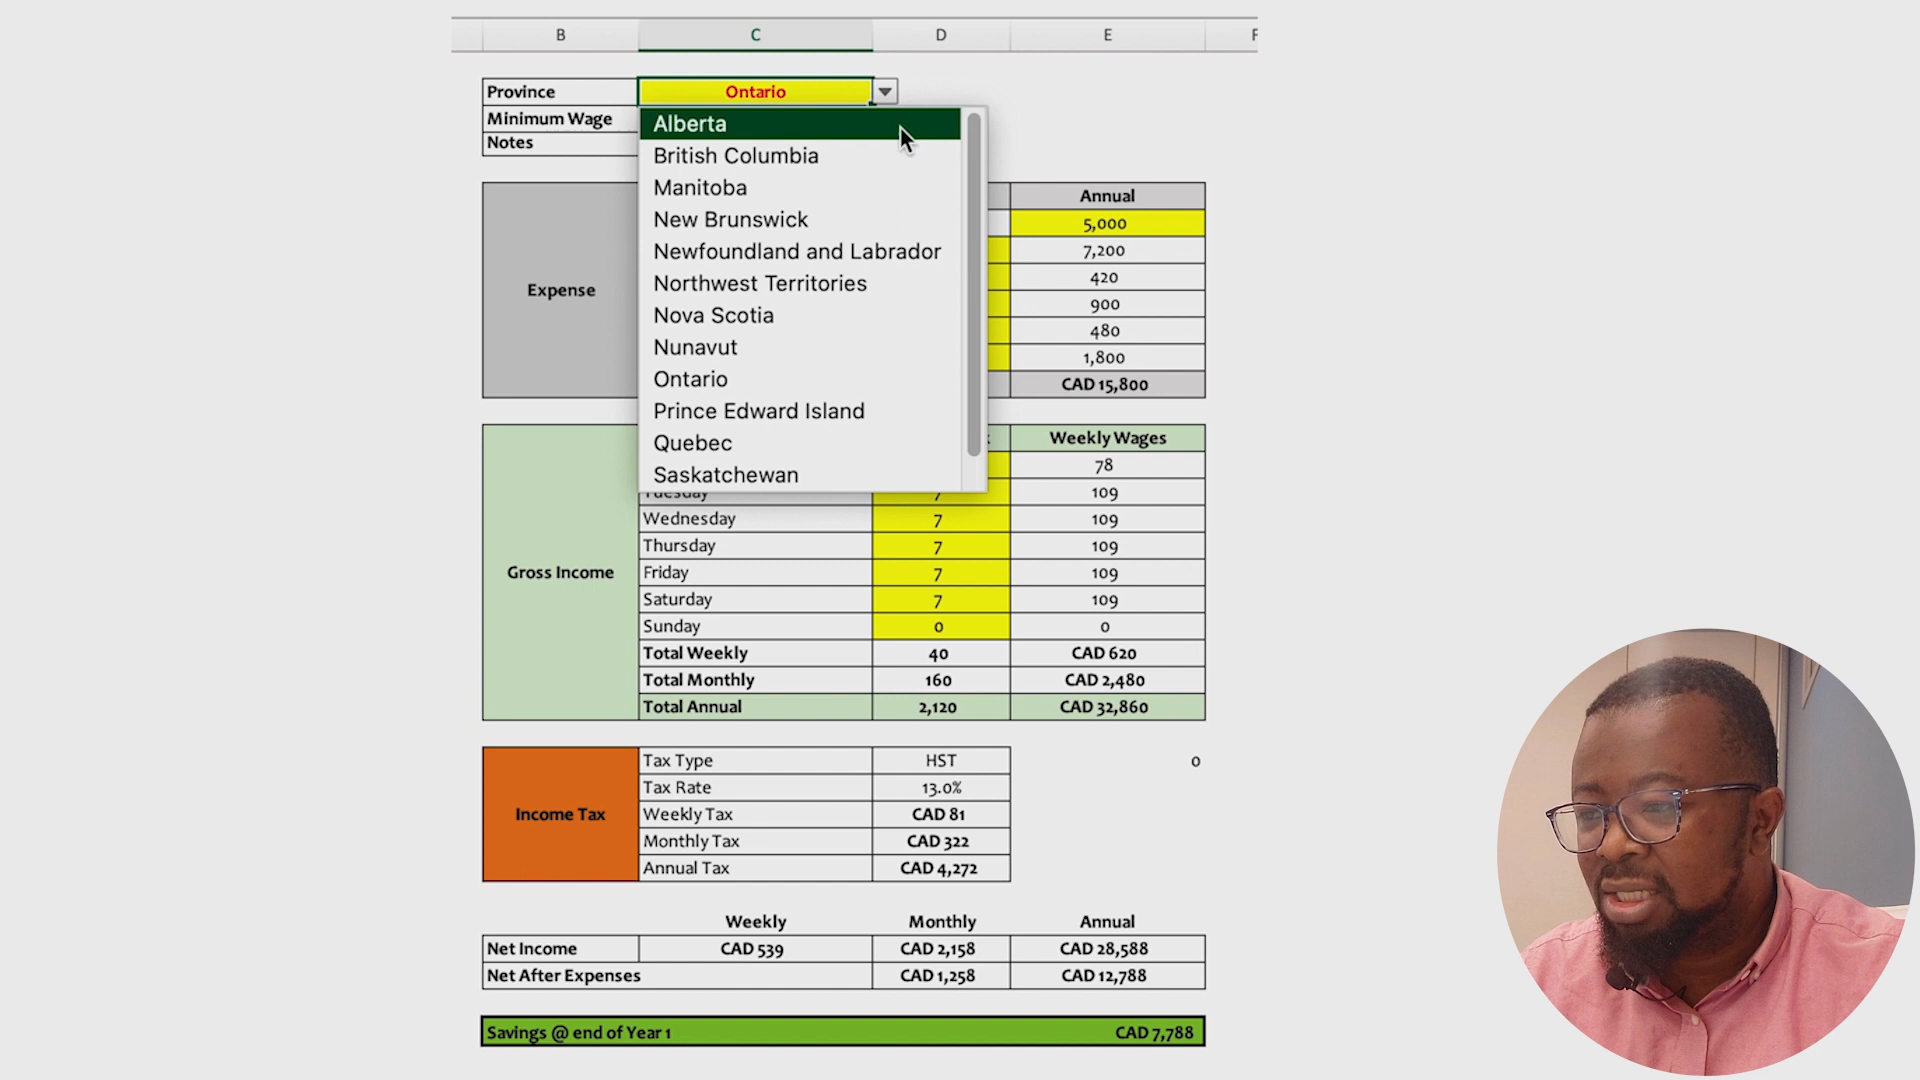 B C D E F
Province Ontario
Minimum Wage Alberta
Notes British Columbia
Manitoba
Annual
New Brunswick 5,000
Newfoundland and Labrador 7,200
Northwest Territories 420
Expense 900
Nova Scotia 480
Nunavut 1,800
Ontario CAD 15,800
Prince Edward Island
Quebec Weekly Wages
Saskatchewan 78
Tuesday 7 109
Wednesday 7 109
Thursday 7 109
Gross Income Friday 7 109
Saturday 7 109
Sunday 0 0
Total Weekly 40 CAD 620
Total Monthly 160 CAD 2,480
Total Annual 2,120 CAD 32,860
Tax Type HST 0
Tax Rate 13.0%
Income Tax Weekly Tax CAD 81
Monthly Tax CAD 322
Annual Tax CAD 4,272
Weekly Monthly Annual
Net Income CAD 539 CAD 2,158 CAD 28,588
Net After Expenses CAD 1,258 CAD 12,788
Savings @ end of Year 1 CAD 7,788